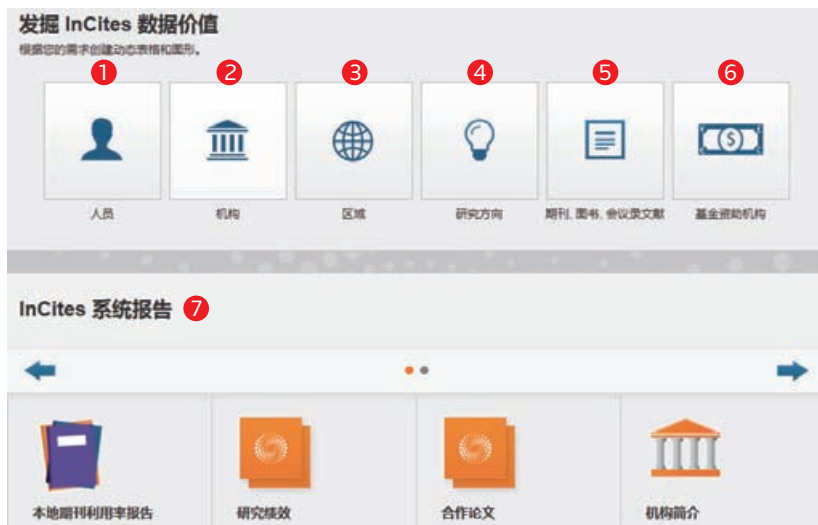 发掘 InCites 数据价值
根据您的需求创建动态表格和图形。
1 2 3 4 5 6
人员 机构 区域 研究方向 期刊, 图书, 会议录文献 基金资助机构
InCites 系统报告 7
本地期刊利用率报告 研究绩效 合作论文 机构简介